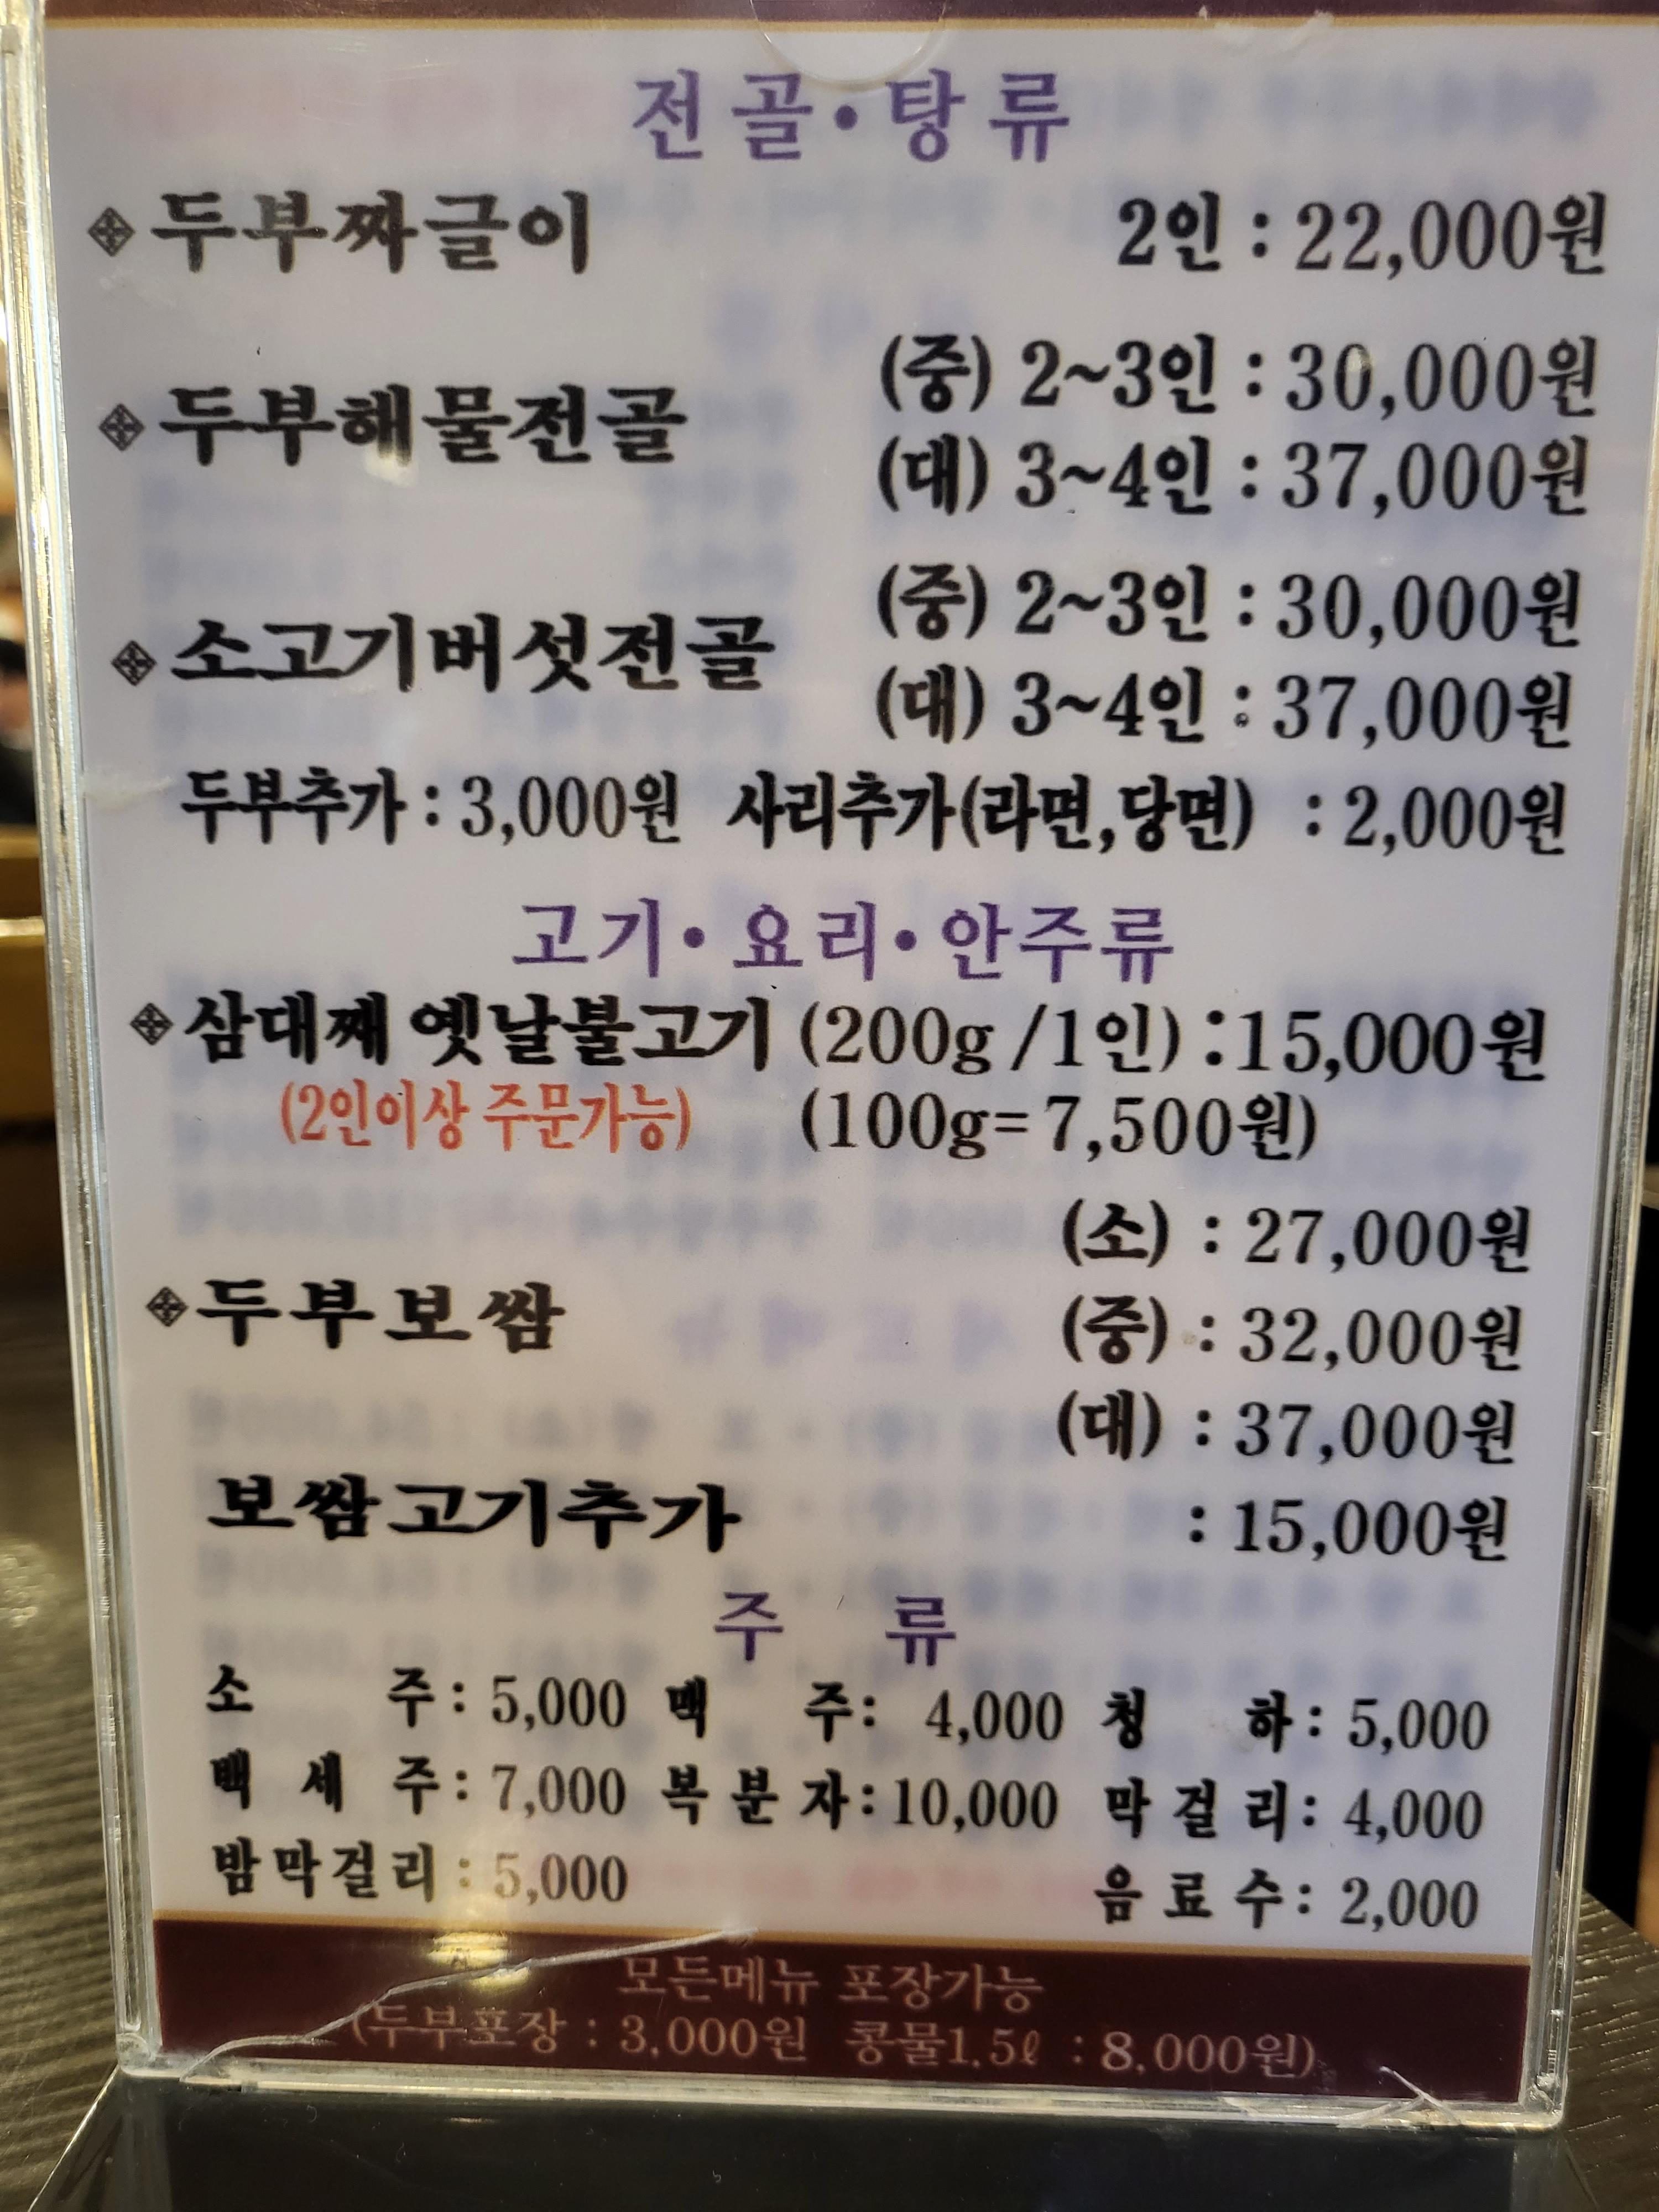 전골·탕류
두부짜글이 2인 : 22,000원
두부해물전골 (중) 2~3인 : 30,000원
(대) 3~4인 : 37,000원
소고기버섯전골 (중) 2~3인 : 30,000원
(대) 3~4인 : 37,000원
두부추가 : 3,000원 사리추가(라면,당면) : 2,000원
고기·요리·안주류
삼대째 옛날불고기 (200g /1인) :15,000원
(2인이상 주문가능) (100g=7,500원)
두부보쌈 (소) : 27,000원
(중) : 32,000원
(대) : 37,000원
보쌈고기추가 : 15,000원
주 류
소 주: 5,000 맥 주: 4,000 청 하: 5,000
백 세 주: 7,000 복 분 자: 10,000 막 걸 리: 4,000
밤막걸리: 5,000 음 료 수: 2,000
모든메뉴 포장가능
(두부포장 : 3,000원 콩물1.5ℓ : 8,000원)